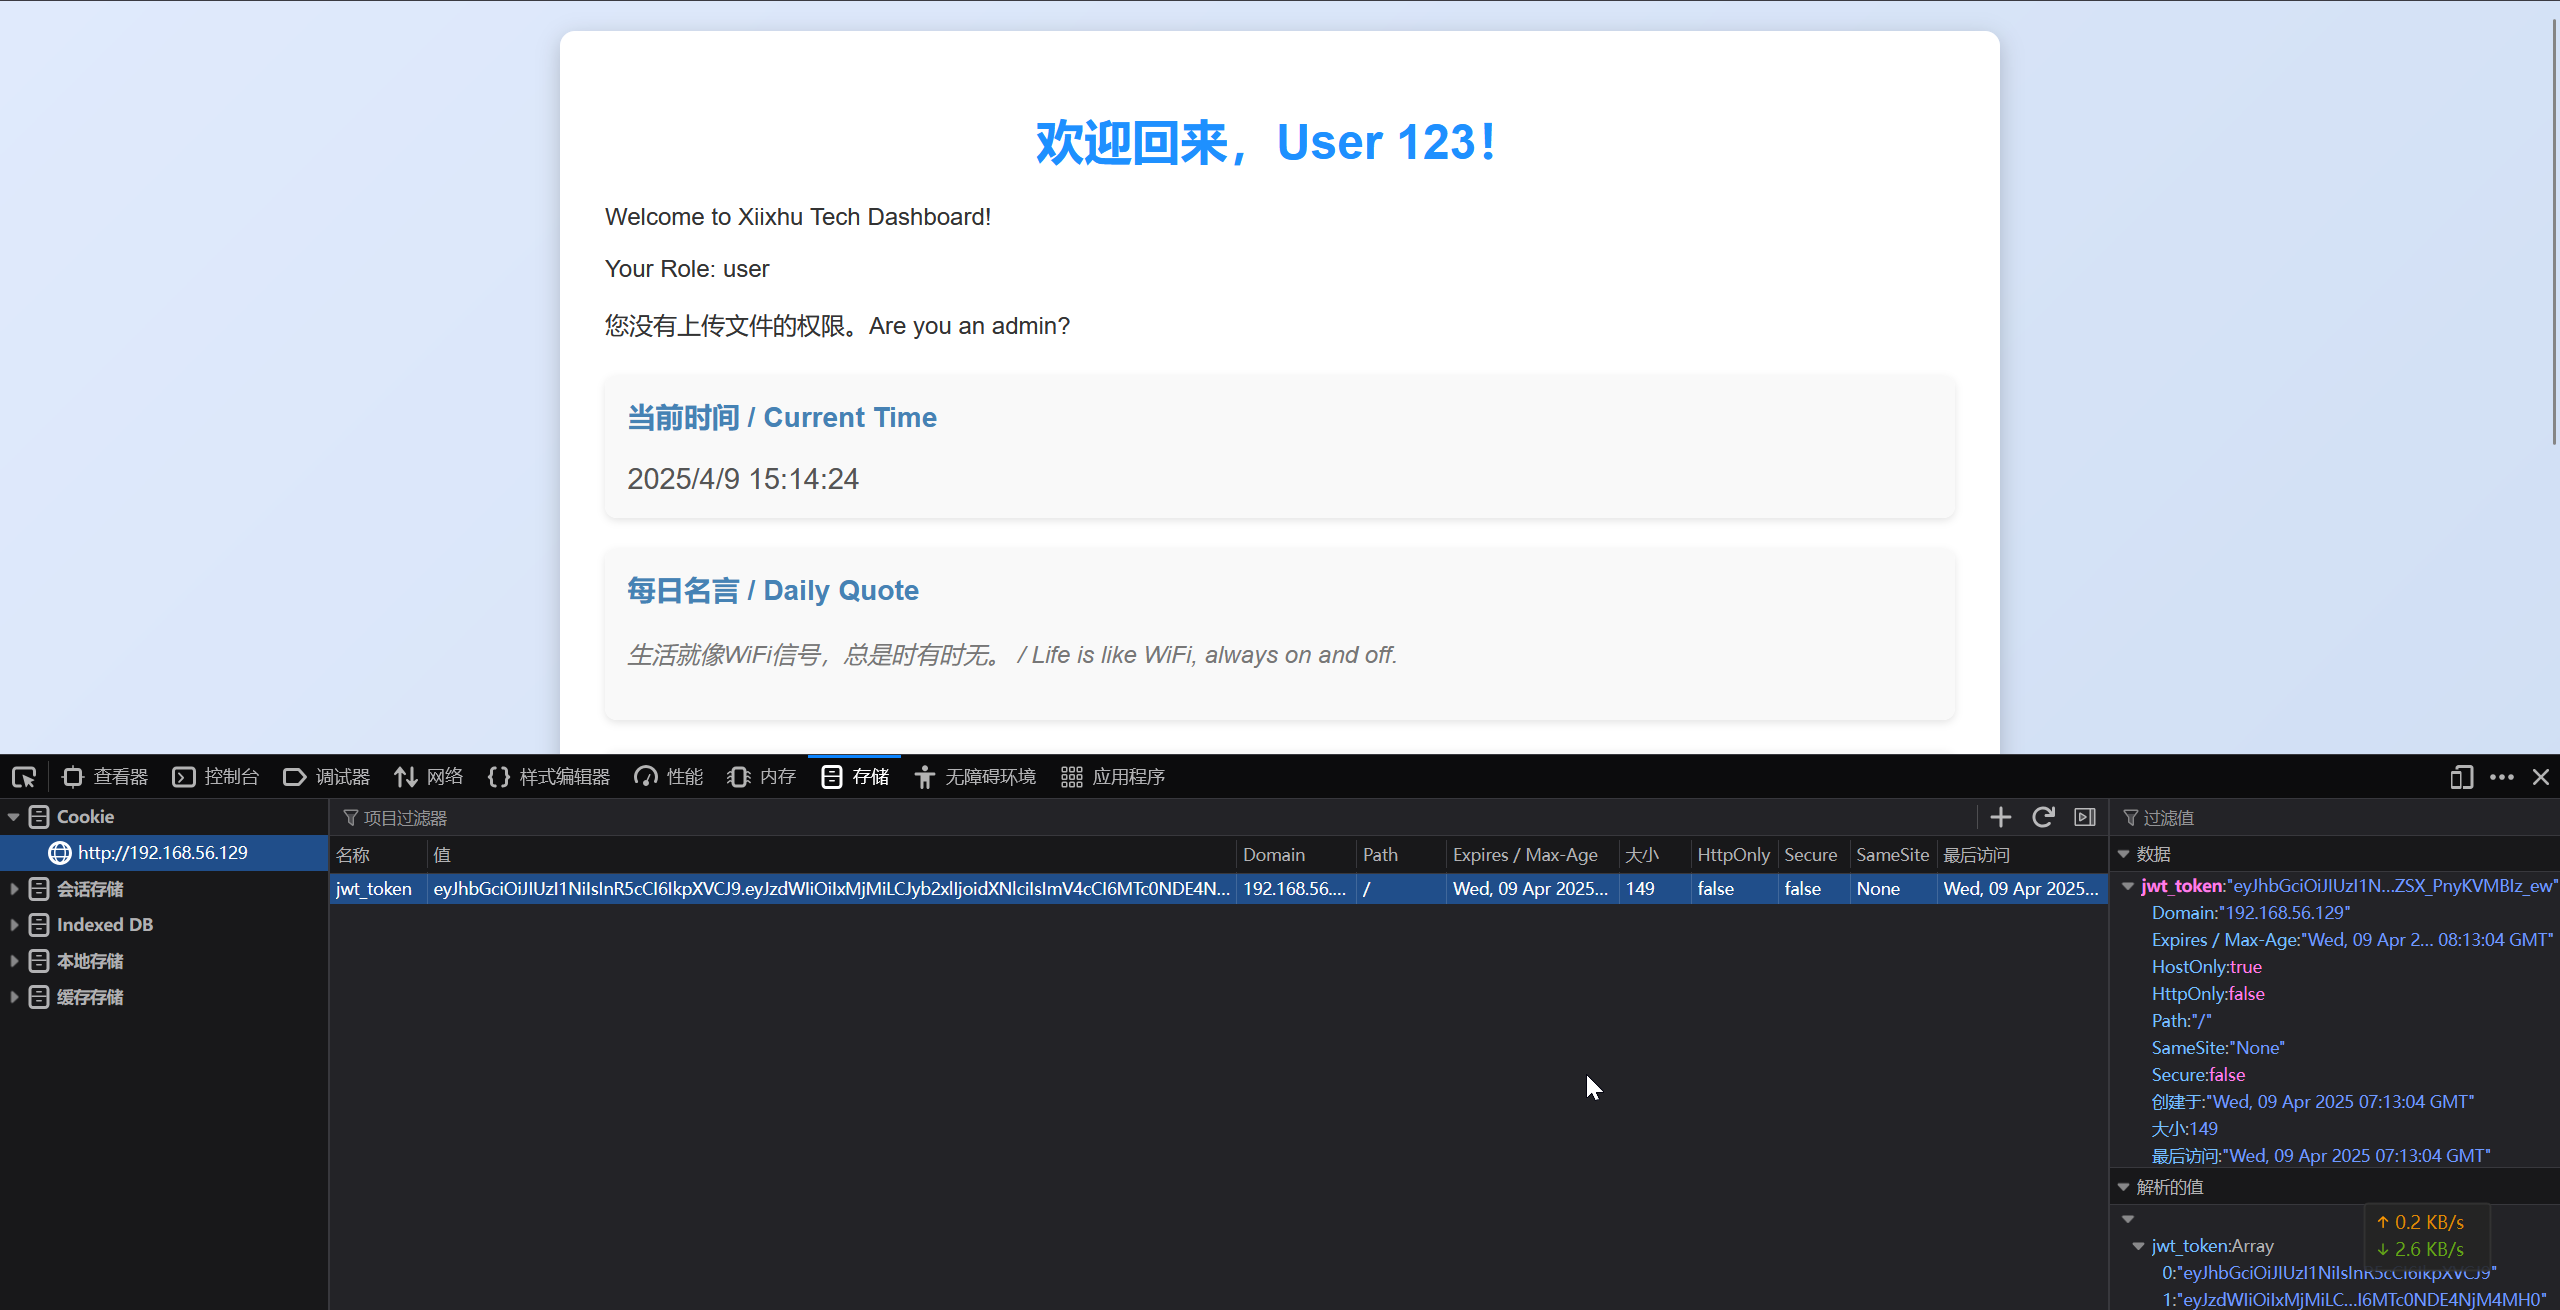 欢迎回来，User 123！
Welcome to Xiixhu Tech Dashboard!
Your Role: user
您没有上传文件的权限。Are you an admin?
当前时间 / Current Time
2025/4/9 15:14:24
每日名言 / Daily Quote
生活就像WiFi信号，总是时有时无。 / Life is like WiFi, always on and off.
查看器 控制台 调试器 网络 样式编辑器 性能 内存 存储 无障碍环境 应用程序
Cookie
http://192.168.56.129
会话存储
Indexed DB
本地存储
缓存存储
项目过滤器
名称 值 Domain Path Expires / Max-Age 大小 HttpOnly Secure SameSite 最后访问
jwt_token eyJhbGciOiJIUzI1NiIsInR5cCI6IkpXVCJ9.eyJzdWIiOiIxMjMiLCJyb2xlIjoidXNlciIsImV4cCI6MTc0NDE4N... 192.168.56.... / Wed, 09 Apr 2025... 149 false false None Wed, 09 Apr 2025...
过滤值
数据
jwt_token:"eyJhbGciOiJIUzI1N...ZSX_PnyKVMBIz_ew"
Domain:"192.168.56.129"
Expires / Max-Age:"Wed, 09 Apr 2... 08:13:04 GMT"
HostOnly:true
HttpOnly:false
Path:"/"
SameSite:"None"
Secure:false
创建于:"Wed, 09 Apr 2025 07:13:04 GMT"
大小:149
最后访问:"Wed, 09 Apr 2025 07:13:04 GMT"
解析的值
↑ 0.2 KB/s
↓ 2.6 KB/s
jwt_token:Array
0:"eyJhbGciOiJIUzI1NiIsInR5cCI6IkpXVCJ9"
1:"eyJzdWIiOiIxMjMiLC...I6MTc0NDE4NjM4MH0"